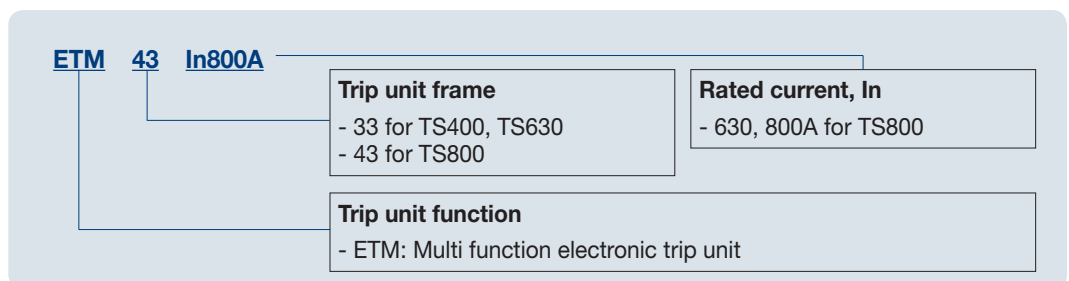 ETM 43 In800A
Trip unit frame
- 33 for TS400, TS630
- 43 for TS800
Rated current, In
- 630, 800A for TS800
Trip unit function
- ETM: Multi function electronic trip unit